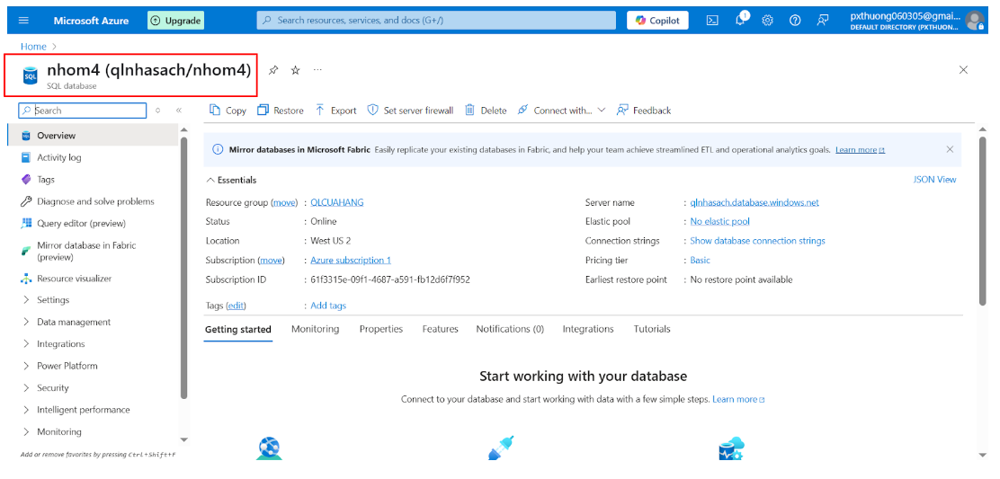 Microsoft Azure
Upgrade
Search resources, services, and docs (G+/)
Copilot
1
pxthuong060305@gmai...
DEFAULT DIRECTORY (PXTHUON...
Home >
nhom4 (qlnhasach/nhom4)
SQL
SQL database
Search
Copy
Restore
Export
Set server firewall
Delete
Connect with...
Feedback
Overview
Activity log
Tags
Diagnose and solve problems
Query editor (preview)
Mirror database in Fabric
(preview)
Resource visualizer
Settings
Data management
Integrations
Power Platform
Security
Intelligent performance
Monitoring
Add or remove favorites by pressing Ctrl+Shift+F
Mirror databases in Microsoft Fabric Easily replicate your existing databases in Fabric, and help your team achieve streamlined ETL and operational analytics goals. Learn more
Essentials
JSON View
Resource group (move) : QLCUAHANG
Status : Online
Location : West US 2
Subscription (move) : Azure subscription 1
Subscription ID : 61f3315e-09f1-4687-a591-fb12d6f7f952
Server name : qlnhasach.database.windows.net
Elastic pool : No elastic pool
Connection strings : Show database connection strings
Pricing tier : Basic
Earliest restore point : No restore point available
Tags (edit) : Add tags
Getting started
Monitoring
Properties
Features
Notifications (0)
Integrations
Tutorials
Start working with your database
Connect to your database and start working with data with a few simple steps. Learn more